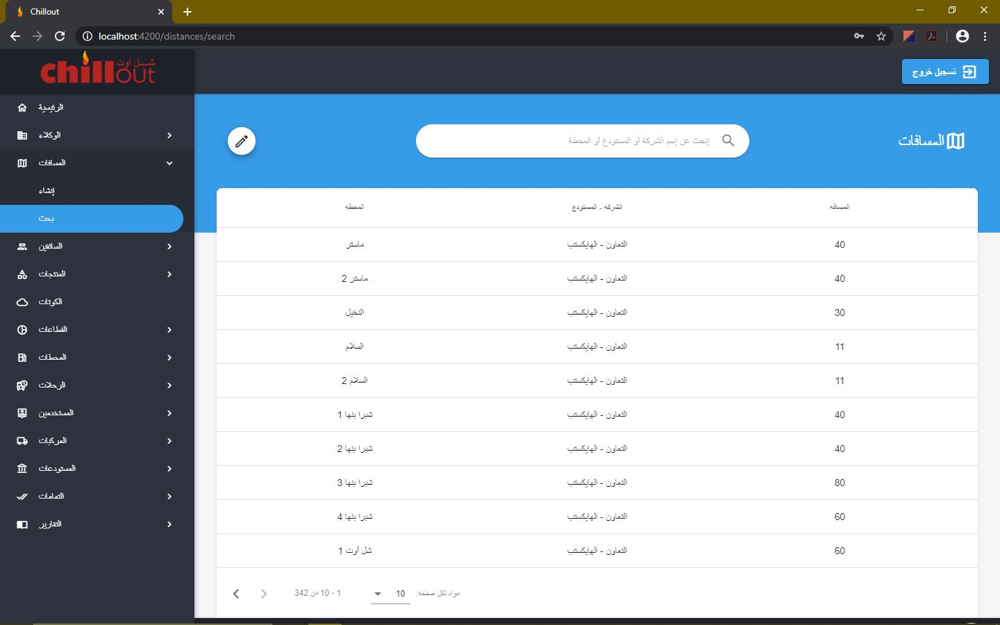 Chillout
localhost:4200/distances/search
شل أوت
chillout
تسجيل خروج
الرئيسية
الوكلاء
المسافات
إنشاء
بحث
السائقين
المنتجات
الكوتات
القطاعات
المحطات
الرحلات
المستخدمين
المركبات
المستودعات
التمامات
التقارير
المسافات
إبحث عن إسم الشركة أو المستودع أو المحطة
المسافه الشركه - المستودع المحطه
40 التعاون - الهايكستب ماستر
40 التعاون - الهايكستب ماستر 2
30 التعاون - الهايكستب النخيل
11 التعاون - الهايكستب السلام
11 التعاون - الهايكستب السلام 2
40 التعاون - الهايكستب شبرا بنها 1
40 التعاون - الهايكستب شبرا بنها 2
80 التعاون - الهايكستب شبرا بنها 3
60 التعاون - الهايكستب شبرا بنها 4
60 التعاون - الهايكستب شل أوت 1
مواد لكل صفحه: 10 1 - 10 من 342